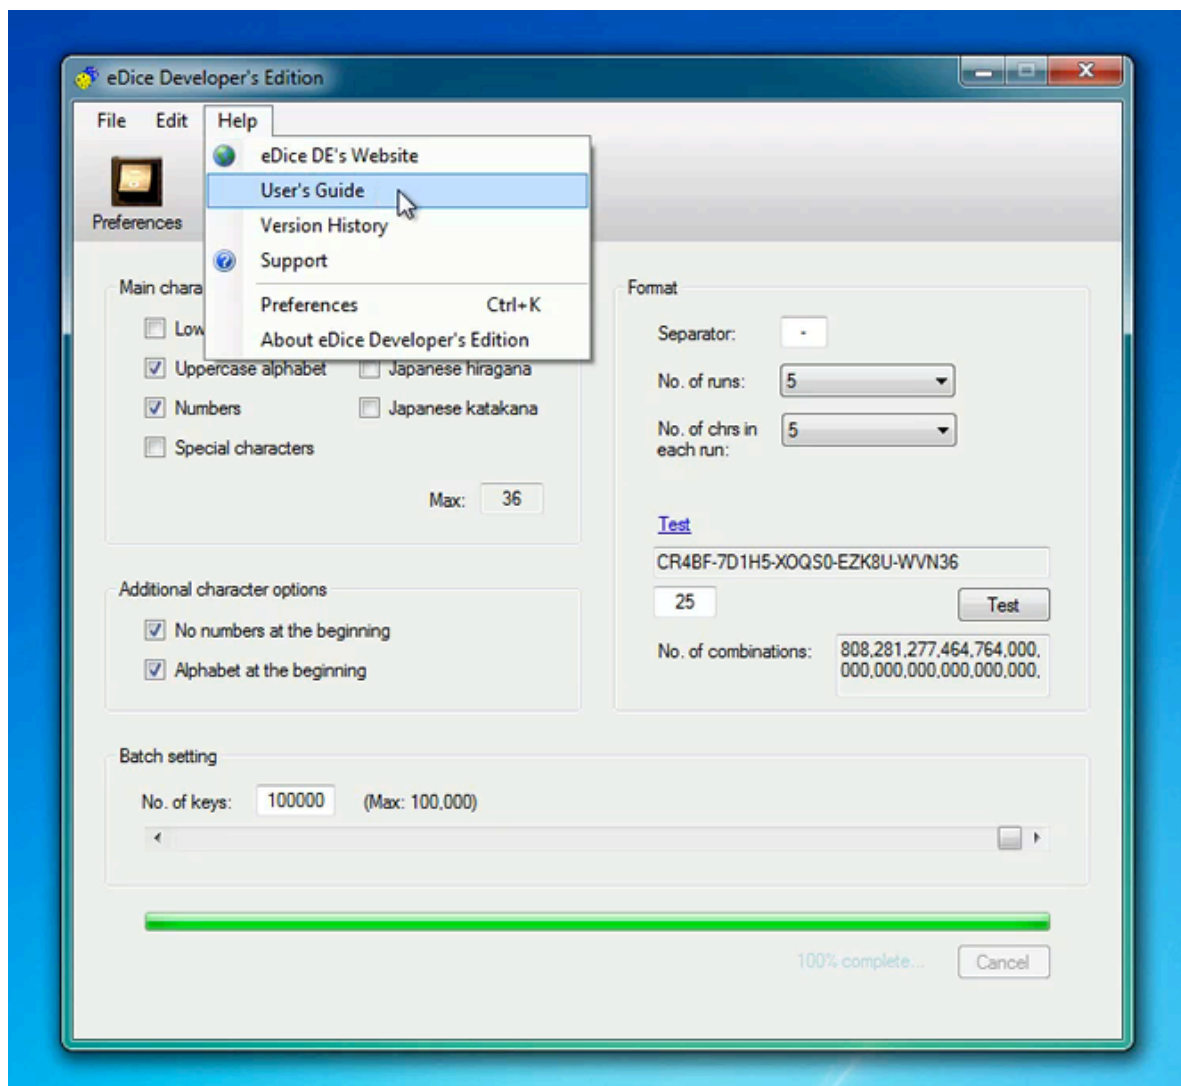 eDice Developer's Edition
File Edit Help
eDice DE's Website
User's Guide
Version History
Support
Preferences Ctrl+K
About eDice Developer's Edition
Preferences
Main chara
Low
Uppercase alphabet Japanese hiragana
Numbers Japanese katakana
Special characters
Max: 36
Additional character options
No numbers at the beginning
Alphabet at the beginning
Format
Separator: -
No. of runs: 5
No. of chrs in
each run: 5
Test
CR4BF-7D1H5-XOQS0-EZK8U-WVN36
25 Test
No. of combinations: 808,281,277,464,764,000,
000,000,000,000,000,000,
Batch setting
No. of keys: 100000 (Max: 100,000)
100% complete...
Cancel